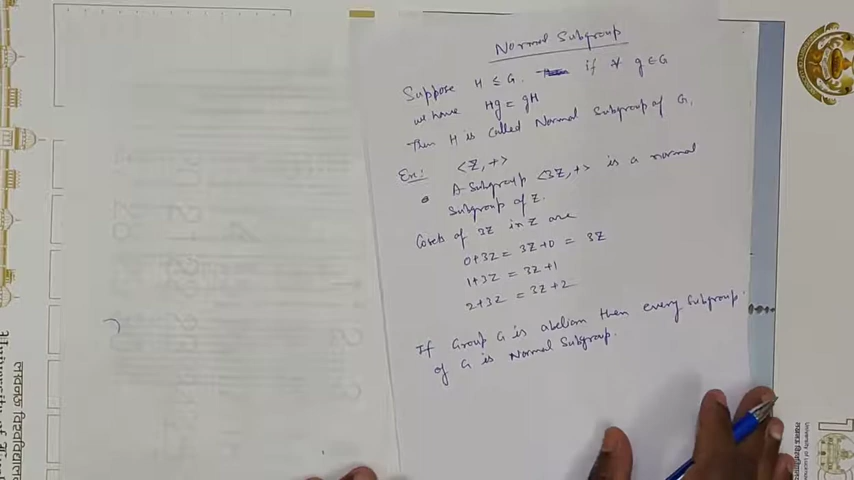 Normal Subgroup
Suppose H ≤ G. if ∀ g ∈ G
we have Hg = gH
Then H is called Normal Subgroup of G.
Ex: <Z, +>
A Subgroup <3Z, +> is a normal
Subgroup of Z.
Cosets of 3Z in Z are
0+3Z = 3Z+0 = 3Z
1+3Z = 3Z+1
2+3Z = 3Z+2
If Group G is abelian then every Subgroup
of G is Normal Subgroup.